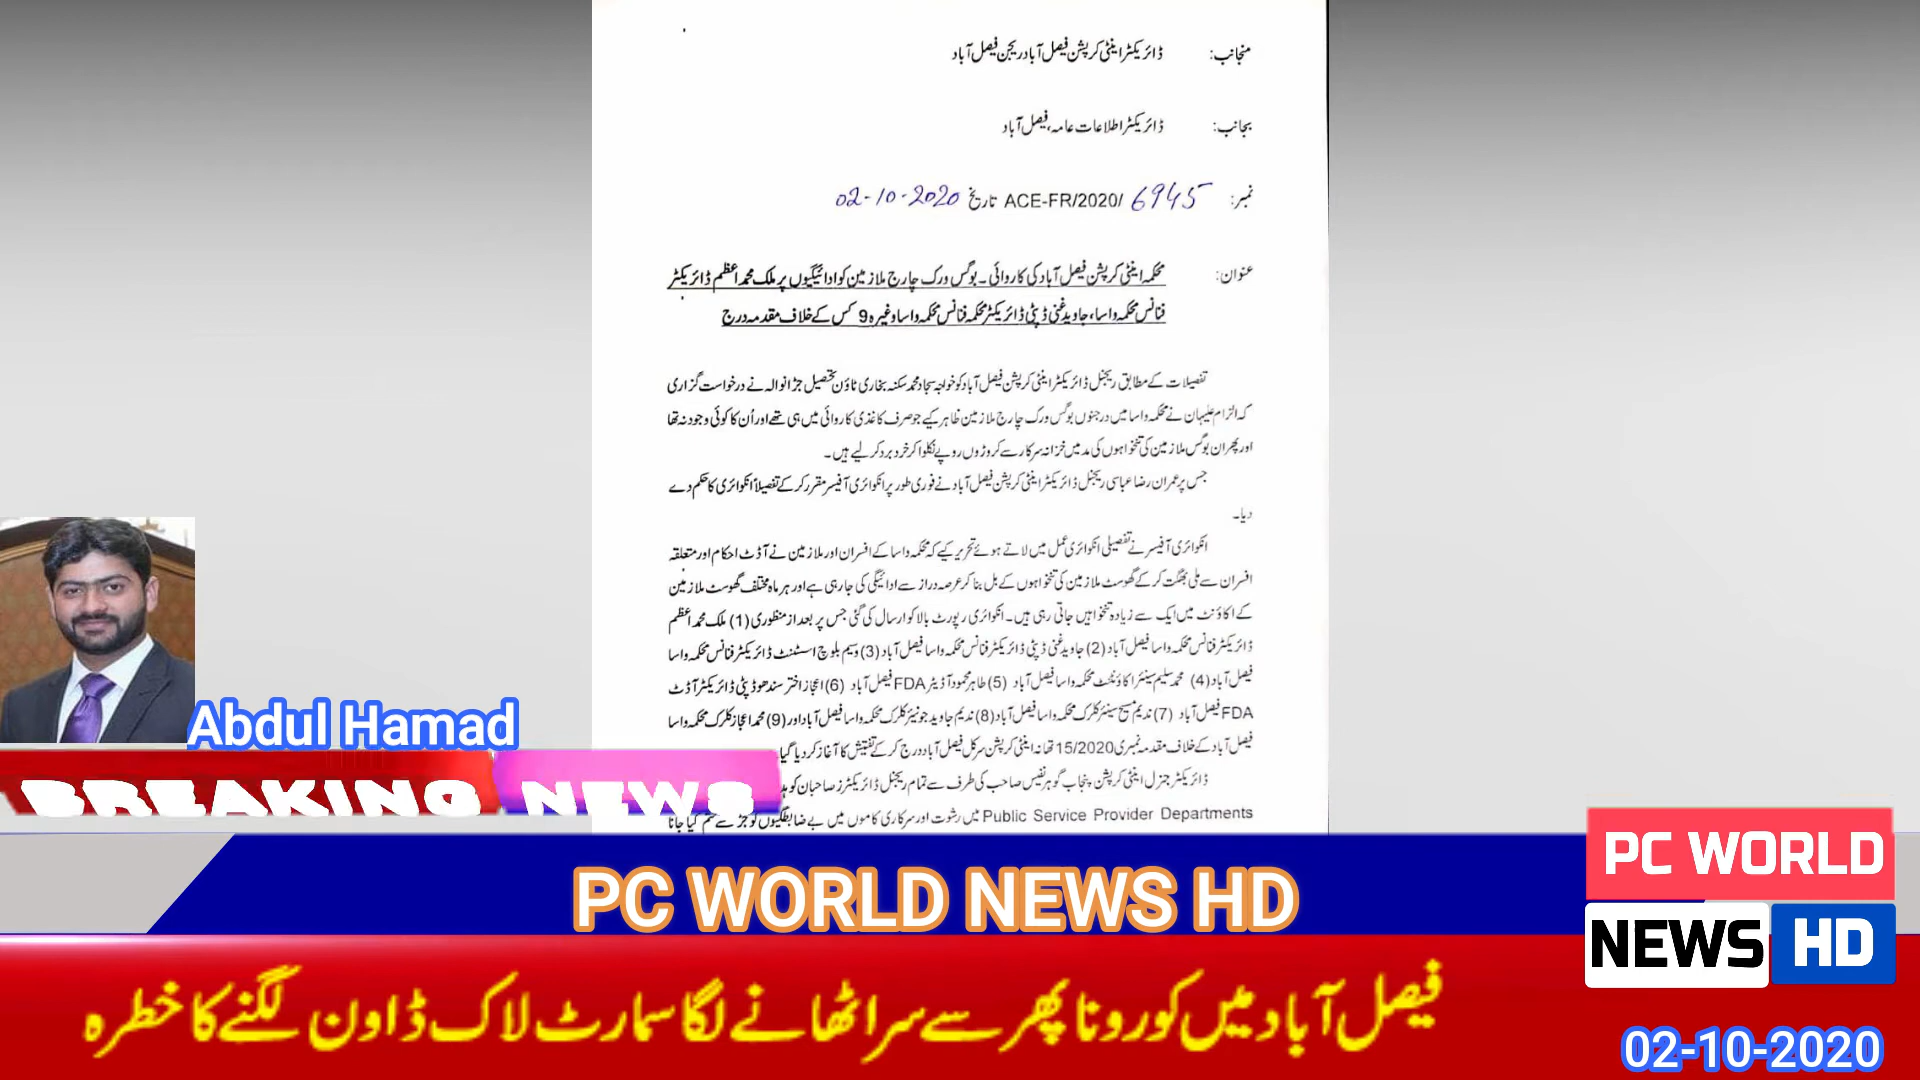 منجانب: ڈائریکٹر اینٹی کرپشن فیصل آباد ریجن فیصل آباد
بجانب: ڈائریکٹر اطلاعات عامہ، فیصل آباد
نمبر: ACE-FR/2020/ 6945 تاریخ 02-10-2020
عنوان: محکمہ اینٹی کرپشن فیصل آباد کی کاروائی۔ بوگس ورک چارج ملازمین کو ادائیگیوں پر ملک محمد اعظم ڈائریکٹر
فنانس محکمہ واسا، جاوید غنی ڈپٹی ڈائریکٹر محکمہ فنانس محکمہ واسا وغیرہ 9 کس کے خلاف مقدمہ درج
تفصیلات کے مطابق ریجنل ڈائریکٹر اینٹی کرپشن فیصل آباد کو خواجہ سجاد محمد سکنہ بخاری ٹاؤن تحصیل جڑانوالہ نے درخواست گزاری
کہ الزام علیہان نے محکمہ واسا میں درجنوں بوگس ورک چارج ملازمین ظاہر کیے جو صرف کاغذی کاروائی میں ہی تھے اور اُن کا کوئی وجود نہ تھا
اور پھر ان بوگس ملازمین کی تنخواہوں کی مد میں خزانہ سرکار سے کروڑوں روپے نکلوا کر خرد برد کر لیے ہیں۔
جس پر عمران رضا عباسی ریجنل ڈائریکٹر اینٹی کرپشن فیصل آباد نے فوری طور پر انکوائری آفیسر مقرر کر کے تفصیلاً انکوائری کا حکم دے
دیا۔
انکوائری آفیسر نے تفصیلی انکوائری عمل میں لاتے ہوئے تحریر کیے کہ محکمہ واسا کے افسران اور ملازمین نے آڈٹ احکام اور متعلقہ
افسران سے ملی بھگت کر کے گھوسٹ ملازمین کی تنخواہوں کے بل بنا کر عرصہ دراز سے ادائیگی کی جا رہی ہے اور ہر ماہ مختلف گھوسٹ ملازمین
کے اکاؤنٹ میں ایک سے زیادہ تنخواہیں جاتی رہی ہیں۔ انکوائری رپورٹ بالا کو ارسال کی گئی جس پر بعد از منظوری (1) ملک محمد اعظم
ڈائریکٹر فنانس محکمہ واسا فیصل آباد (2) جاوید غنی ڈپٹی ڈائریکٹر فنانس محکمہ واسا فیصل آباد (3) وسیم بلوچ اسسٹنٹ ڈائریکٹر فنانس محکمہ واسا
فیصل آباد (4) محمد سلیم سینئر اکاؤنٹنٹ محکمہ واسا فیصل آباد (5) طاہر محمود آڈیٹر FDA فیصل آباد (6) اعجاز اختر سندھو ڈپٹی ڈائریکٹر آڈٹ
FDA فیصل آباد (7) ندیم مسیح سینئر کلرک محکمہ واسا فیصل آباد (8) ندیم جاوید جونیئر کلرک محکمہ واسا فیصل آباد اور (9) محمد اعجاز کلرک محکمہ واسا
فیصل آباد کے خلاف مقدمہ نمبری 15/2020 تھانہ اینٹی کرپشن سرکل فیصل آباد درج کر کے تفتیش کا آغاز کر دیا گیا
ڈائریکٹر جنرل اینٹی کرپشن پنجاب گوہر نفیس صاحب کی طرف سے تمام ریجنل ڈائریکٹرز صاحبان کو
Public Service Provider Departments میں رشوت اور سرکاری کاموں میں بے ضابطگیوں کو جڑ سے ختم کیا جانا
Abdul Hamad
BREAKING NEWS
PC WORLD NEWS HD
PC WORLD
NEWS HD
فیصل آباد میں کورونا پھر سے سر اٹھانے لگا سمارٹ لاک ڈاون لگنے کا خطرہ
02-10-2020